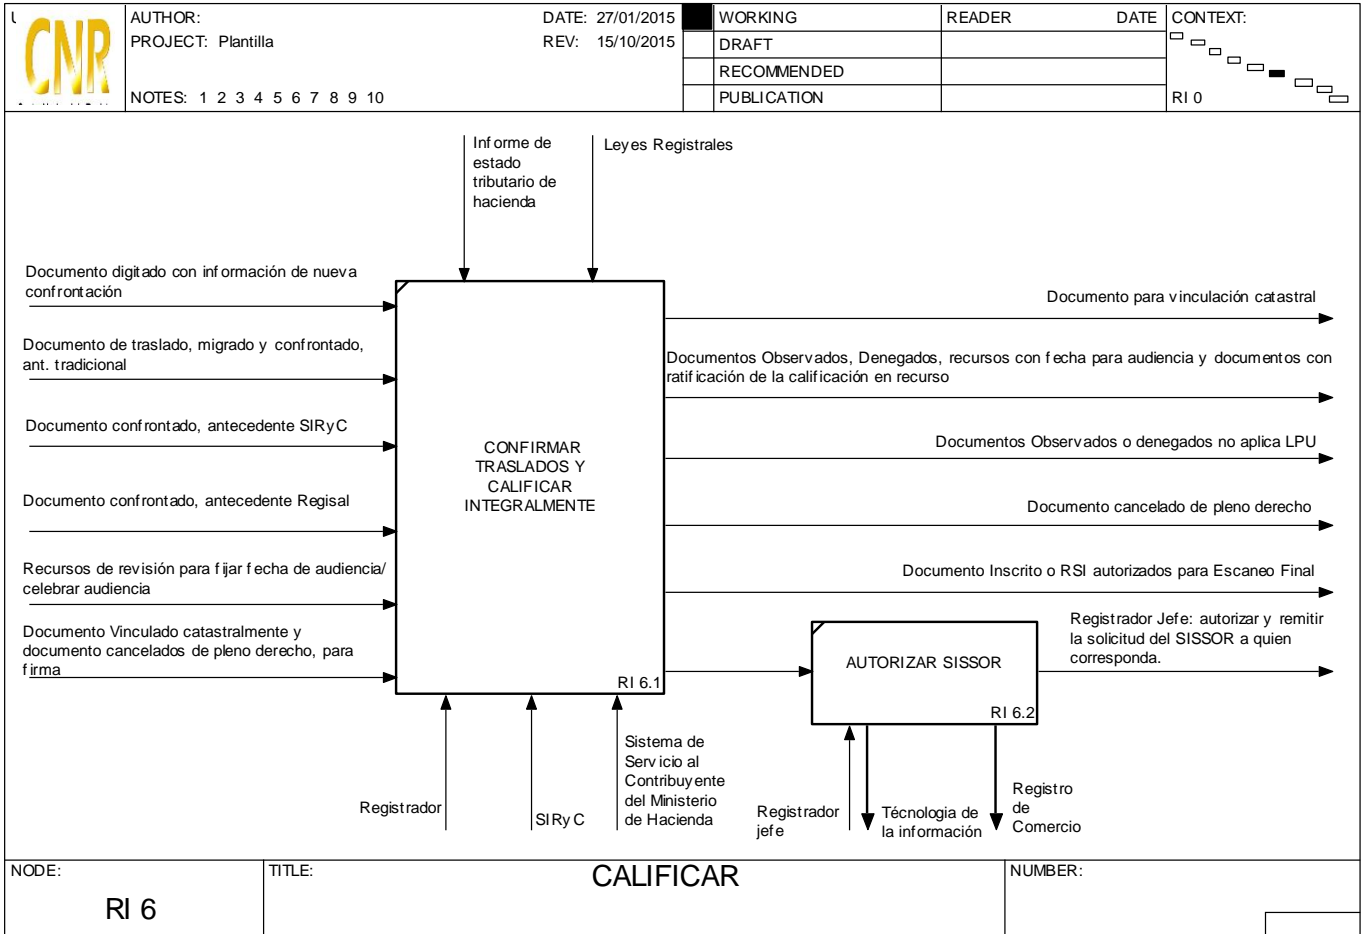 CNR
AUTHOR:
PROJECT: Plantilla
NOTES: 1 2 3 4 5 6 7 8 9 10
DATE: 27/01/2015
REV: 15/10/2015
WORKING
DRAFT
RECOMMENDED
PUBLICATION
READER DATE
CONTEXT:
RI 0
Informe de
estado
tributario de
hacienda
Leyes Registrales
Documento digitado con información de nueva
confrontación
Documento de traslado, migrado y confrontado,
ant. tradicional
Documento confrontado, antecedente SIRyC
Documento confrontado, antecedente Regisal
Recursos de revisión para fijar fecha de audiencia/
celebrar audiencia
Documento Vinculado catastralmente y
documento cancelados de pleno derecho, para
firma
CONFIRMAR
TRASLADOS Y
CALIFICAR
INTEGRALMENTE
RI 6.1
Documento para vinculación catastral
Documentos Observados, Denegados, recursos con fecha para audiencia y documentos con
ratificación de la calificación en recurso
Documentos Observados o denegados no aplica LPU
Documento cancelado de pleno derecho
Documento Inscrito o RSI autorizados para Escaneo Final
Registrador Jefe: autorizar y remitir
la solicitud del SISSOR a quien
corresponda.
AUTORIZAR SISSOR
RI 6.2
Registrador
SIRyC
Sistema de
Servicio al
Contribuyente
del Ministerio
de Hacienda
Registrador
jefe
Técnologia de
la información
Registro
de
Comercio
NODE:
RI 6
TITLE:
CALIFICAR
NUMBER: